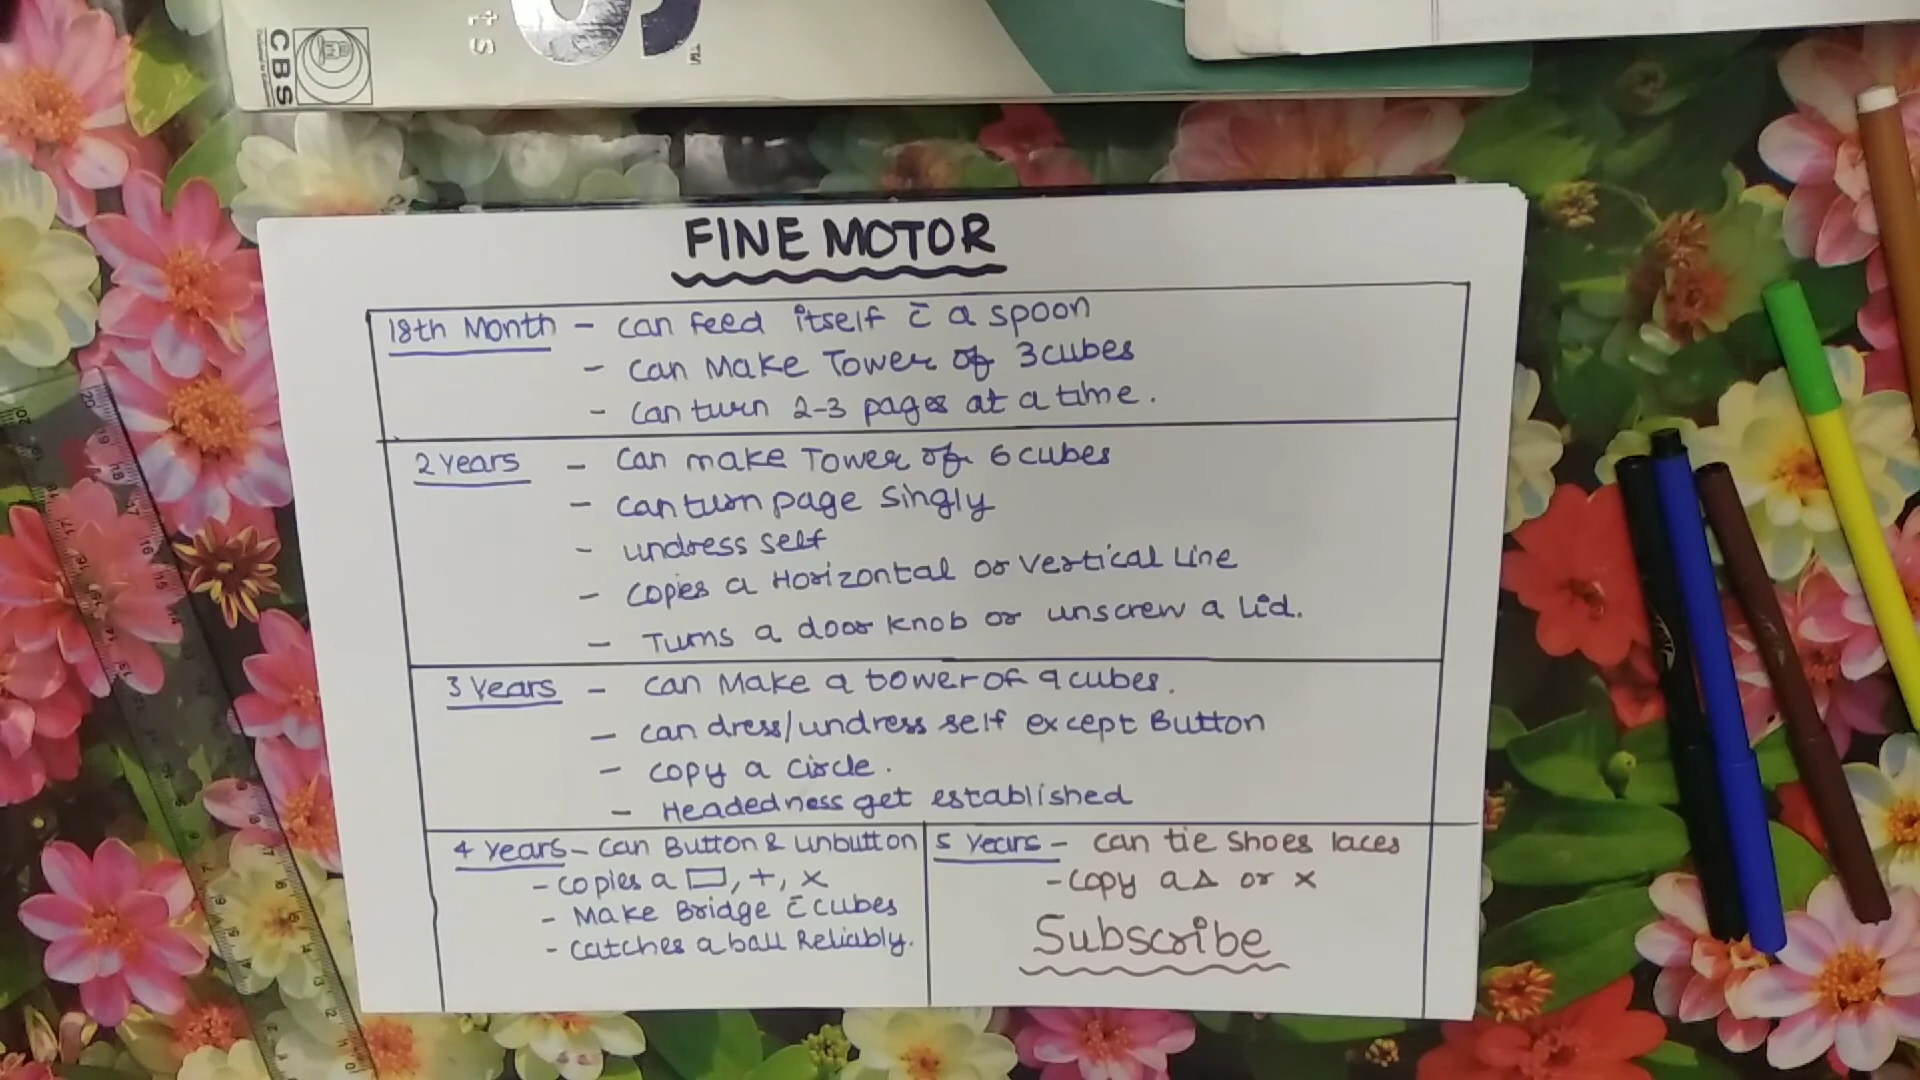 CBS
ts
TM
FINE MOTOR
18th Month - can feed itself c̄ a spoon
- can Make Tower of 3 cubes
- can turn 2-3 pages at a time.
2 Years - can make Tower of 6 cubes
- can turn page singly
- undress self
- copies a Horizontal or vertical Line
- Turns a door knob or unscrew a Lid.
3 Years - can Make a tower of 9 cubes.
- can dress/undress self except Button
- copy a circle.
- Headedness get established
4 Years - can Button & unbutton
- copies a ▭, +, x
- Make Bridge c̄ cubes
- catches a ball Reliably.
5 Years - can tie shoes laces
- copy a △ or x
Subscribe